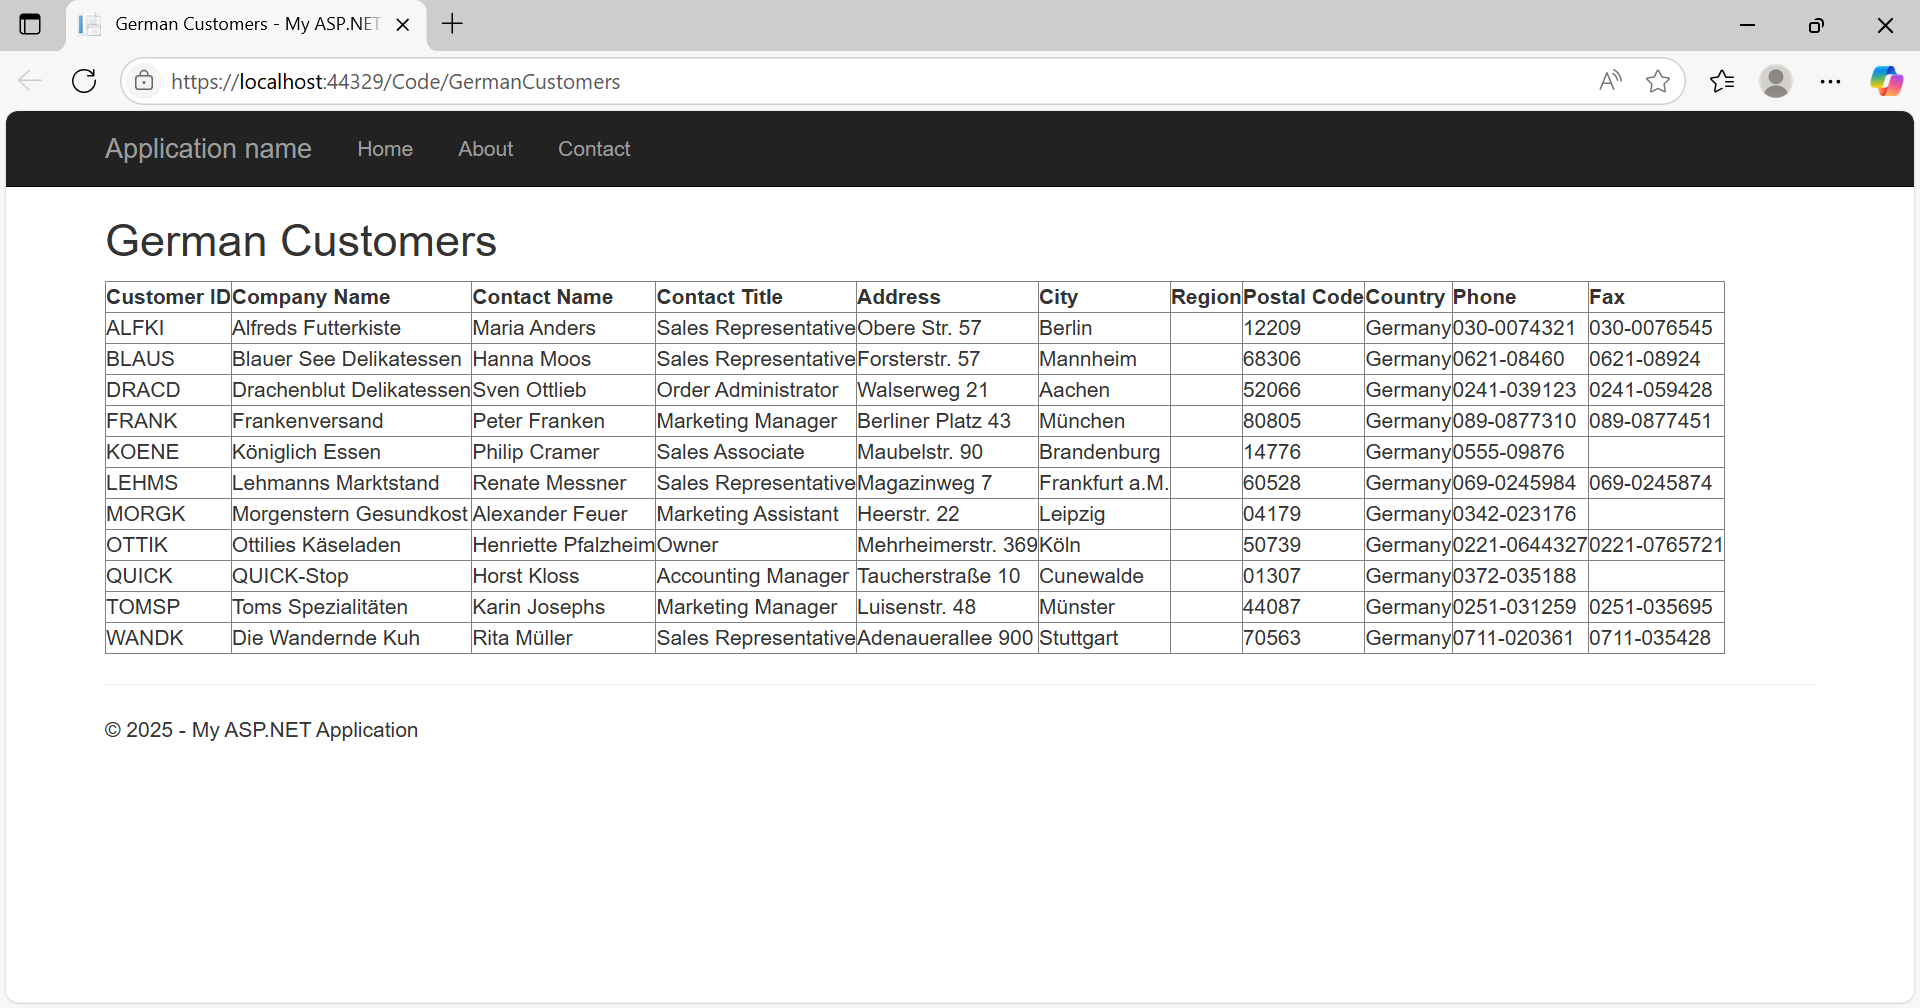 German Customers - My ASP.NET
https://localhost:44329/Code/GermanCustomers
Application name Home About Contact
German Customers
Customer ID Company Name Contact Name Contact Title Address City Region Postal Code Country Phone Fax
ALFKI Alfreds Futterkiste Maria Anders Sales Representative Obere Str. 57 Berlin 12209 Germany 030-0074321 030-0076545
BLAUS Blauer See Delikatessen Hanna Moos Sales Representative Forsterstr. 57 Mannheim 68306 Germany 0621-08460 0621-08924
DRACD Drachenblut Delikatessen Sven Ottlieb Order Administrator Walserweg 21 Aachen 52066 Germany 0241-039123 0241-059428
FRANK Frankenversand Peter Franken Marketing Manager Berliner Platz 43 München 80805 Germany 089-0877310 089-0877451
KOENE Königlich Essen Philip Cramer Sales Associate Maubelstr. 90 Brandenburg 14776 Germany 0555-09876
LEHMS Lehmanns Marktstand Renate Messner Sales Representative Magazinweg 7 Frankfurt a.M. 60528 Germany 069-0245984 069-0245874
MORGK Morgenstern Gesundkost Alexander Feuer Marketing Assistant Heerstr. 22 Leipzig 04179 Germany 0342-023176
OTTIK Ottilies Käseladen Henriette Pfalzheim Owner Mehrheimerstr. 369 Köln 50739 Germany 0221-0644327 0221-0765721
QUICK QUICK-Stop Horst Kloss Accounting Manager Taucherstraße 10 Cunewalde 01307 Germany 0372-035188
TOMSP Toms Spezialitäten Karin Josephs Marketing Manager Luisenstr. 48 Münster 44087 Germany 0251-031259 0251-035695
WANDK Die Wandernde Kuh Rita Müller Sales Representative Adenauerallee 900 Stuttgart 70563 Germany 0711-020361 0711-035428
© 2025 - My ASP.NET Application